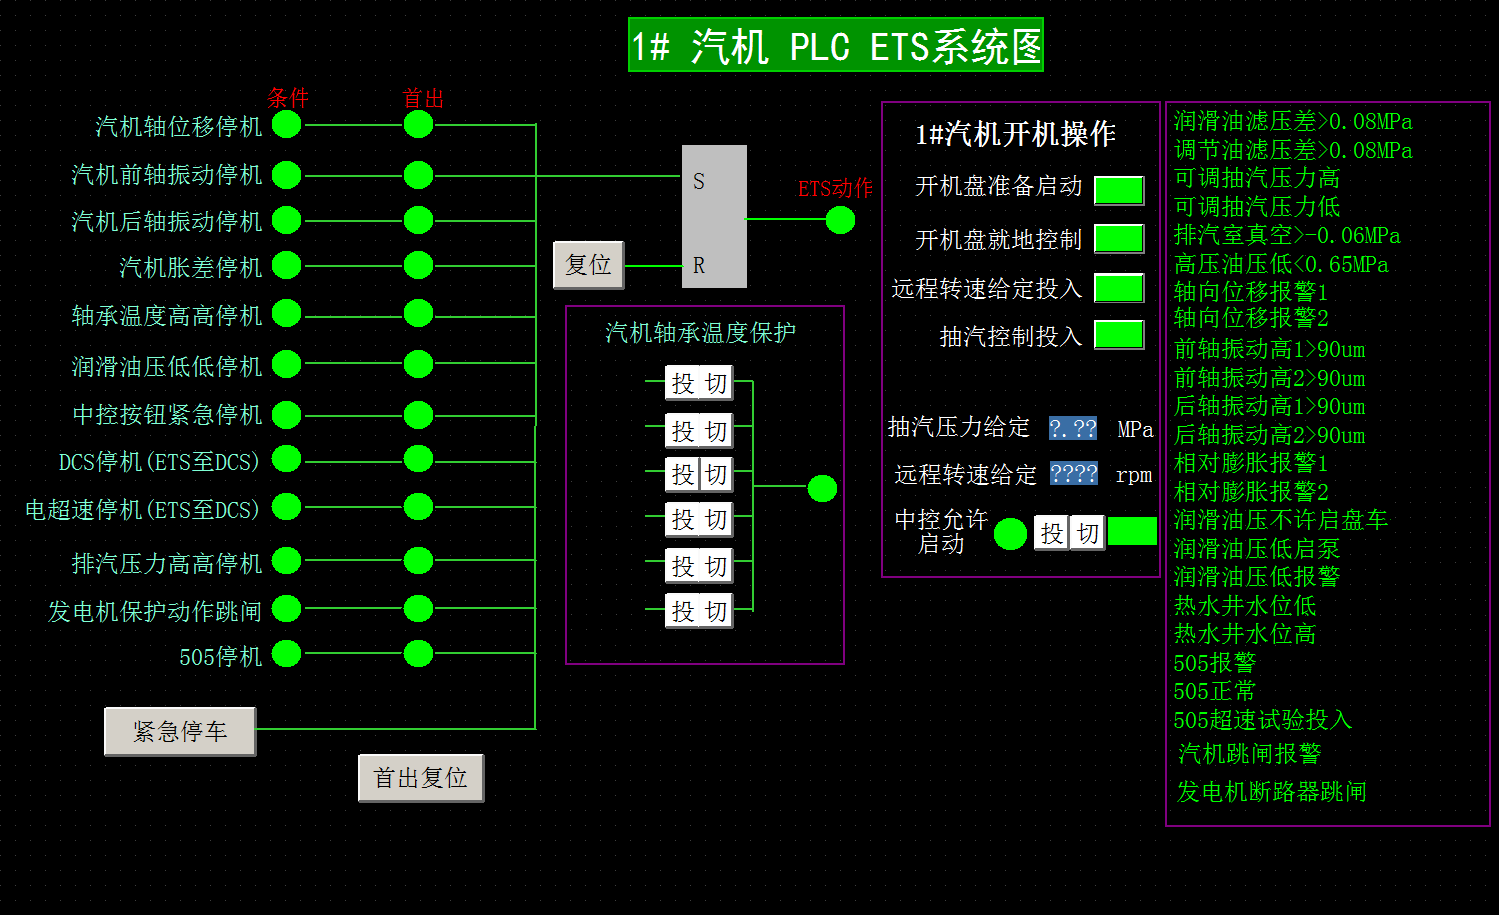 1# 汽机 PLC ETS系统图
条件 首出
汽机轴位移停机
汽机前轴振动停机
汽机后轴振动停机
汽机胀差停机
轴承温度高高停机
润滑油压低低停机
中控按钮紧急停机
DCS停机(ETS至DCS)
电超速停机(ETS至DCS)
排汽压力高高停机
发电机保护动作跳闸
505停机
紧急停车
首出复位
S
R
复位
ETS动作
汽机轴承温度保护
投 切
投 切
投 切
投 切
投 切
投 切
1#汽机开机操作
开机盘准备启动
开机盘就地控制
远程转速给定投入
抽汽控制投入
抽汽压力给定 ?.?? MPa
远程转速给定 ???? rpm
中控允许
启动
投 切
润滑油滤压差>0.08MPa
调节油滤压差>0.08MPa
可调抽汽压力高
可调抽汽压力低
排汽室真空>-0.06MPa
高压油压低<0.65MPa
轴向位移报警1
轴向位移报警2
前轴振动高1>90um
前轴振动高2>90um
后轴振动高1>90um
后轴振动高2>90um
相对膨胀报警1
相对膨胀报警2
润滑油压不许启盘车
润滑油压低启泵
润滑油压低报警
热水井水位低
热水井水位高
505报警
505正常
505超速试验投入
汽机跳闸报警
发电机断路器跳闸